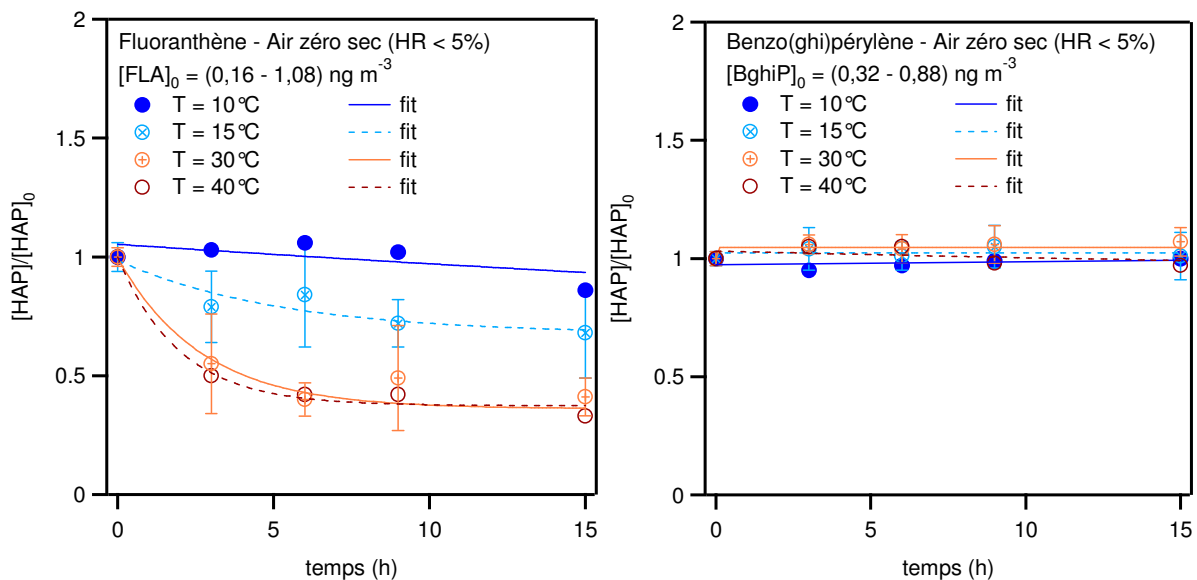 2
1.5
1
0.5
0
[HAP]/[HAP]0
Fluoranthène - Air zéro sec (HR < 5%)
[FLA]0 = (0,16 - 1,08) ng m-3
T = 10°C fit
T = 15°C fit
T = 30°C fit
T = 40°C fit
0 5 10 15
temps (h)
2
1.5
1
0.5
0
[HAP]/[HAP]0
Benzo(ghi)pérylène - Air zéro sec (HR < 5%)
[BghiP]0 = (0,32 - 0,88) ng m-3
T = 10°C fit
T = 15°C fit
T = 30°C fit
T = 40°C fit
0 5 10 15
temps (h)